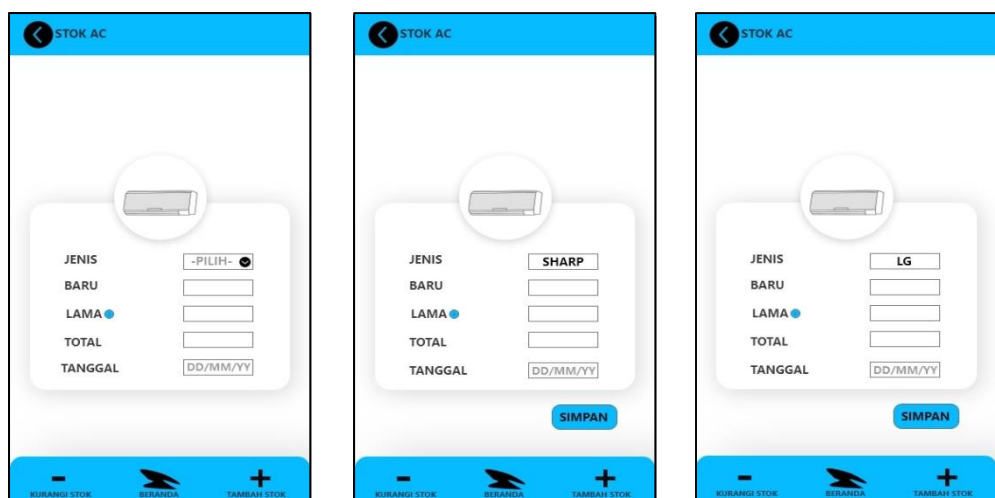 STOK AC
JENIS -PILIH-
BARU
LAMA
TOTAL
TANGGAL DD/MM/YY
KURANGI STOK BERANDA TAMBAH STOK
STOK AC
JENIS SHARP
BARU
LAMA
TOTAL
TANGGAL DD/MM/YY
SIMPAN
KURANGI STOK BERANDA TAMBAH STOK
STOK AC
JENIS LG
BARU
LAMA
TOTAL
TANGGAL DD/MM/YY
SIMPAN
KURANGI STOK BERANDA TAMBAH STOK